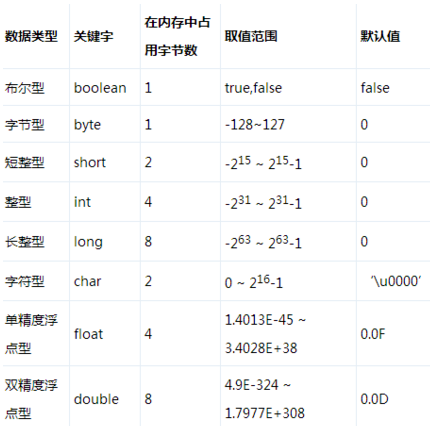 数据类型 关键字 在内存中占用字节数 取值范围 默认值
布尔型 boolean 1 true,false false
字节型 byte 1 -128~127 0
短整型 short 2 -2^15 ~ 2^15-1 0
整型 int 4 -2^31 ~ 2^31-1 0
长整型 long 8 -2^63 ~ 2^63-1 0
字符型 char 2 0 ~ 2^16-1 ‘\u0000′
单精度浮点型 float 4 1.4013E-45 ~ 3.4028E+38 0.0F
双精度浮点型 double 8 4.9E-324 ~ 1.7977E+308 0.0D